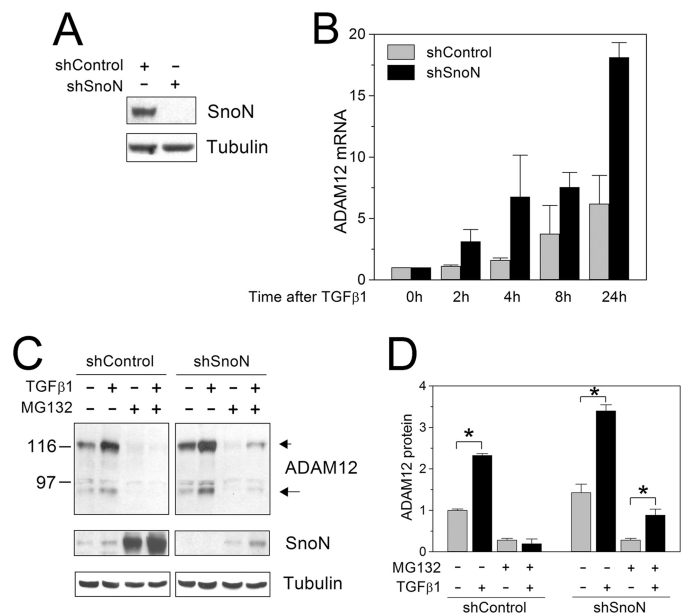 A
shControl + −
shSnoN − +
SnoN
Tubulin
B
shControl
shSnoN
ADAM12 mRNA
20
15
10
5
0
Time after TGFβ1 0h 2h 4h 8h 24h
C
shControl shSnoN
TGFβ1 − + − + − + − +
MG132 − − + + − − + +
116
97
ADAM12
SnoN
Tubulin
D
ADAM12 protein
4
3
2
1
0
* * *
MG132 − − + + − − + +
TGFβ1 − + − + − + − +
shControl shSnoN